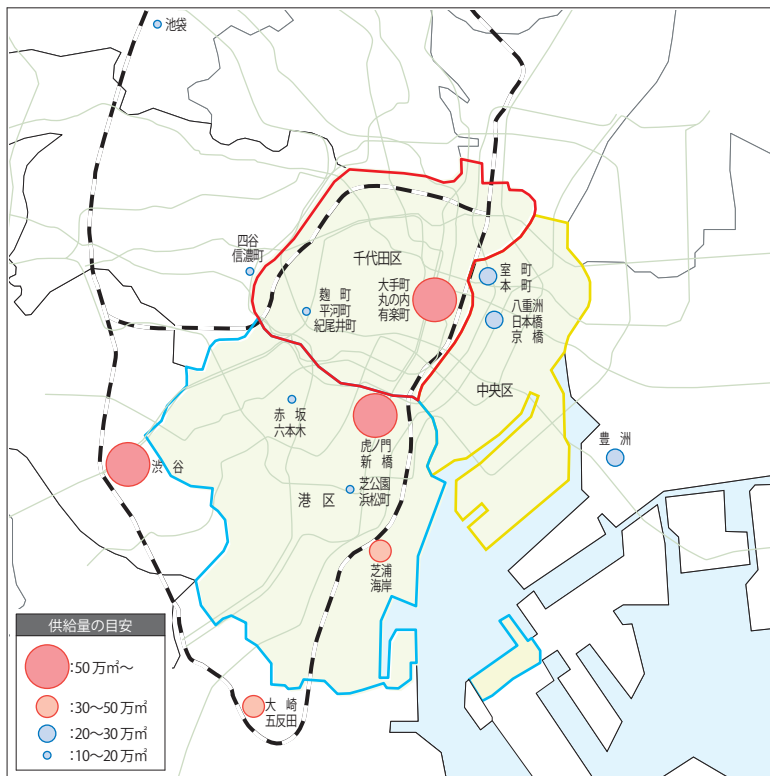 池袋
四谷
信濃町
千代田区
麹　町
平河町
紀尾井町
大手町
丸の内
有楽町
室　町
本　町
八重洲
日本橋
京　橋
中央区
赤　坂
六本木
虎ノ門
新　橋
豊　洲
渋　谷
港　区
芝公園
浜松町
芝浦
海岸
大　崎
五反田
供給量の目安
:50万㎡～
:30～50万㎡
:20～30万㎡
:10～20万㎡